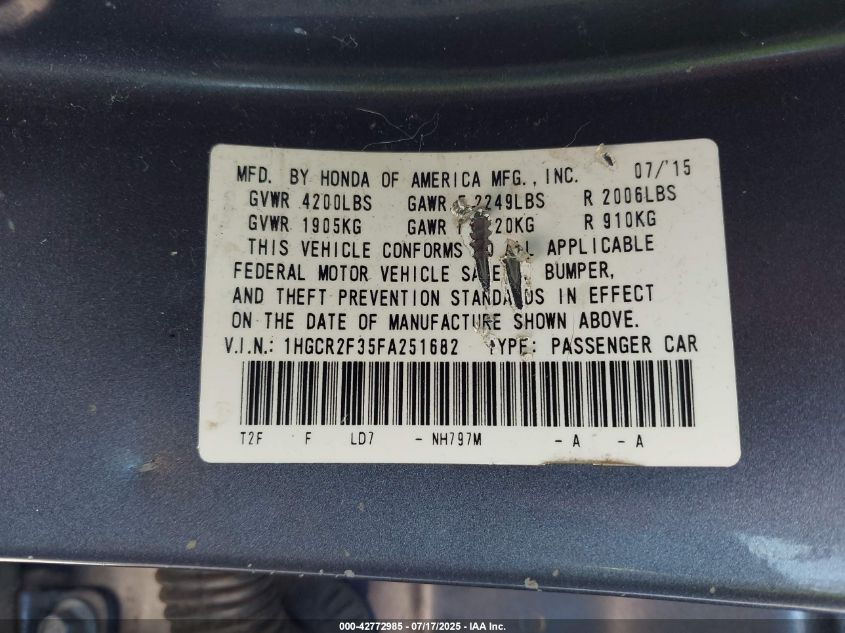 MFD. BY HONDA OF AMERICA MFG., INC. 07/'15
GVWR 4200LBS GAWR 2249LBS R 2006LBS
GVWR 1905KG GAWR 20KG R 910KG
THIS VEHICLE CONFORMS ALL APPLICABLE
FEDERAL MOTOR VEHICLE BUMPER,
AND THEFT PREVENTION IN EFFECT
ON THE DATE OF MANUFACTURE SHOWN ABOVE.
V.I.N.: 1HGCR2F35FA251682 TYPE: PASSENGER CAR
T2F F LD7 - NH797M - A - A
000-42772985 - 07/17/2025 - IAA Inc.